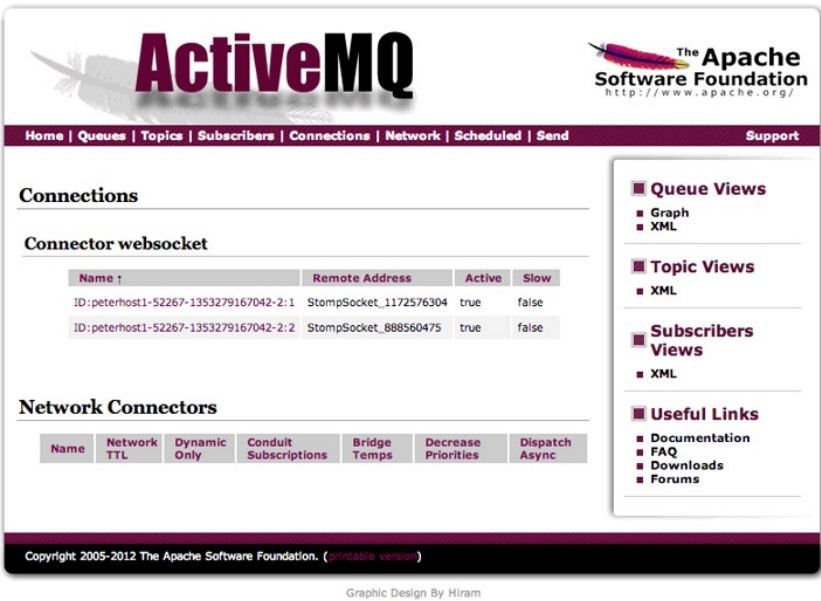 ActiveMQ
The Apache
Software Foundation
http://www.apache.org/
Home | Queues | Topics | Subscribers | Connections | Network | Scheduled | Send
Support
Connections
Connector websocket
Name ↑ Remote Address Active Slow
ID:peterhost1-52267-1353279167042-2:1 StompSocket_1172576304 true false
ID:peterhost1-52267-1353279167042-2:2 StompSocket_888560475 true false
Network Connectors
Name Network TTL Dynamic Only Conduit Subscriptions Bridge Temps Decrease Priorities Dispatch Async
Queue Views
Graph
XML
Topic Views
XML
Subscribers
Views
XML
Useful Links
Documentation
FAQ
Downloads
Forums
Copyright 2005-2012 The Apache Software Foundation. (printable version)
Graphic Design By Hiram